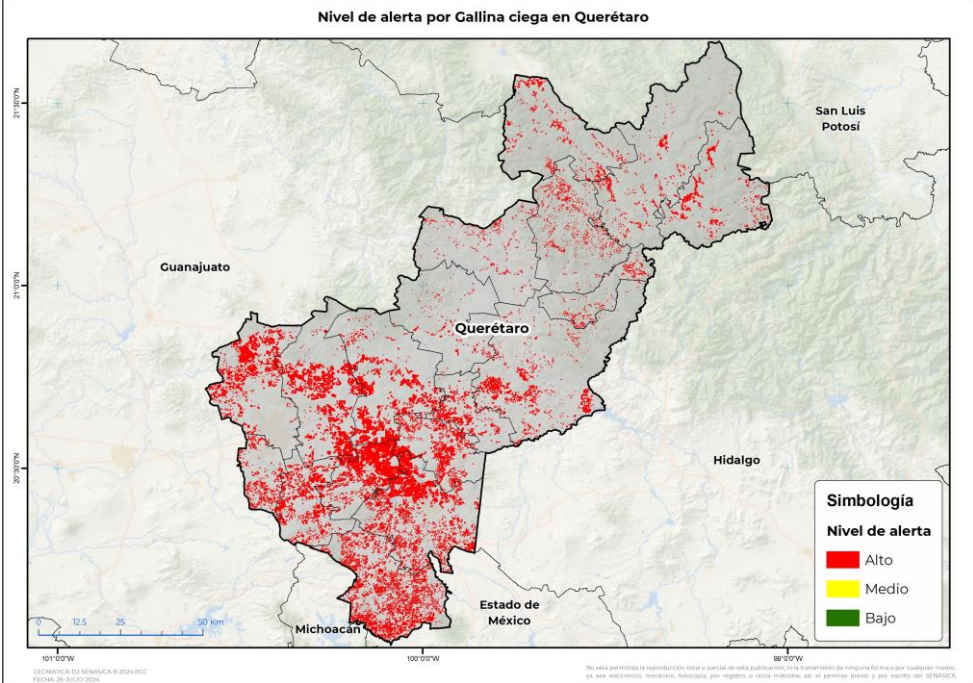 Nivel de alerta por Gallina ciega en Querétaro
21°30'0"N
21°0'0"N
20°30'0"N
San Luis
Potosí
Guanajuato
Querétaro
Hidalgo
Estado de
México
Michoacán
Simbología
Nivel de alerta
Alto
Medio
Bajo
0 12.5 25 50 Km
101°0'0"W
100°0'0"W
99°0'0"W
GEOMATICA-DJ-SENASICA ® 2024 RGC
FECHA: 26-JULIO-2024
No está permitida la reproducción total o parcial de esta publicación, ni la transmisión de ninguna forma o por cualquier medio,
ya sea electrónico, mecánico, fotocopia, por registro u otros métodos, sin el permiso previo y por escrito del SENASICA.